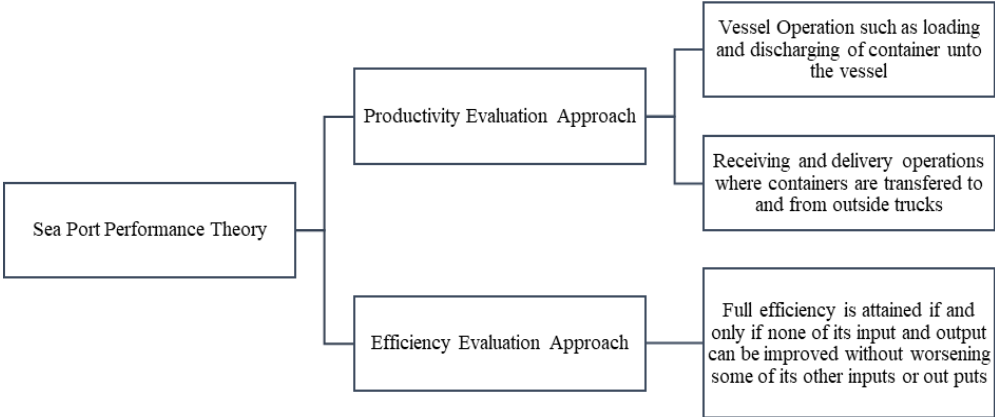 Vessel Operation such as loading
and discharging of container unto
the vessel
Productivity Evaluation Approach
Receiving and delivery operations
where containers are transfered to
and from outside trucks
Sea Port Performance Theory
Full efficiency is attained if and
only if none of its input and output
can be improved without worsening
some of its other inputs or out puts
Efficiency Evaluation Approach